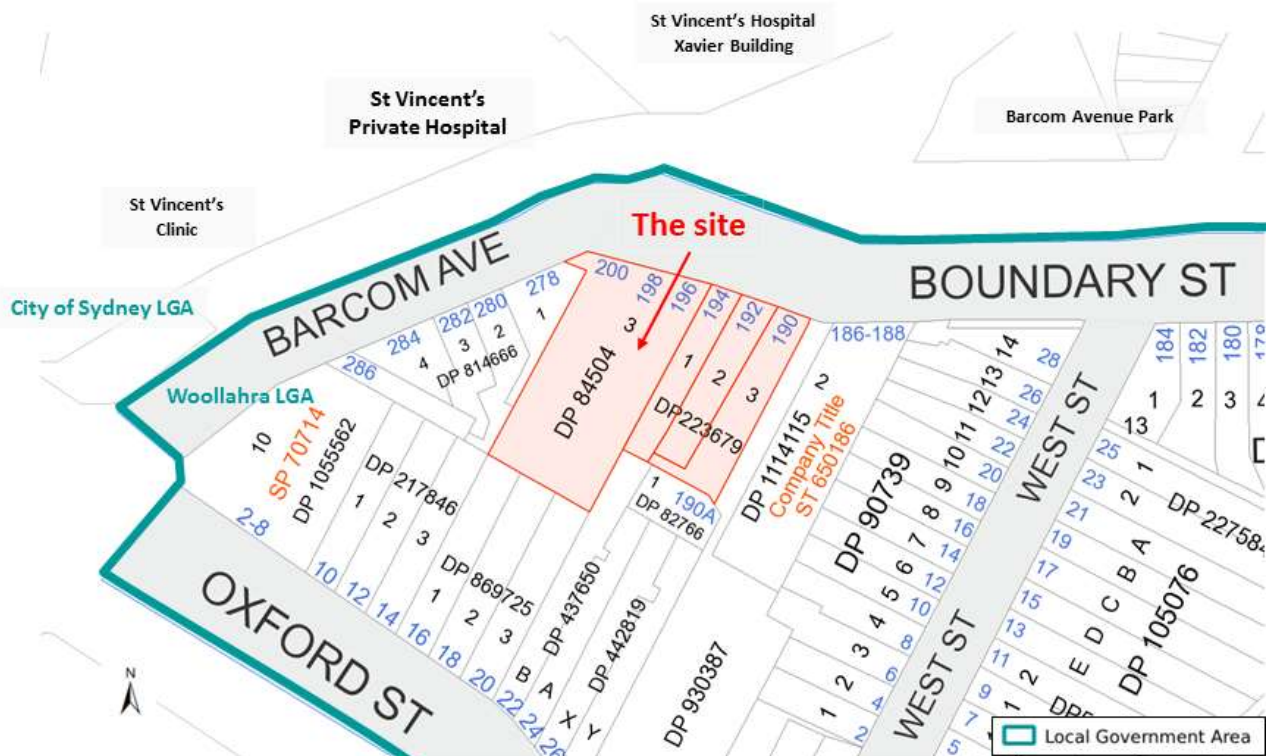 St Vincent's Hospital
Xavier Building
St Vincent's
Private Hospital
Barcom Avenue Park
St Vincent's
Clinic
The site
City of Sydney LGA
Woollahra LGA
BARCOM AVE
BOUNDARY ST
200
198
196
194
192
190
186-188
184
182
180
178
278
280
282
284
286
1
2
3
4
DP 814666
3
DP 84504
1
2
3
DP223679
1
190A
DP 82766
2
DP 1114115
Company Title
ST 650186
10
SP 70714
DP 1055562
2-8
DP 217846
1
2
3
10
12
14
16
18
20
22
24
26
DP 869725
1
2
3
DP 437650
B
A
DP 442819
X
Y
DP 930387
DP 90739
14
13
12
11
10
9
8
7
6
5
4
3
2
1
28
26
24
22
20
18
16
14
12
10
8
6
4
2
WEST ST
WEST ST
1
2
3
4
13
25
23
21
19
17
15
13
11
9
7
5
1
2
DP 227584
A
B
C
D
E
DP 105076
2
1
OXFORD ST
N
Local Government Area